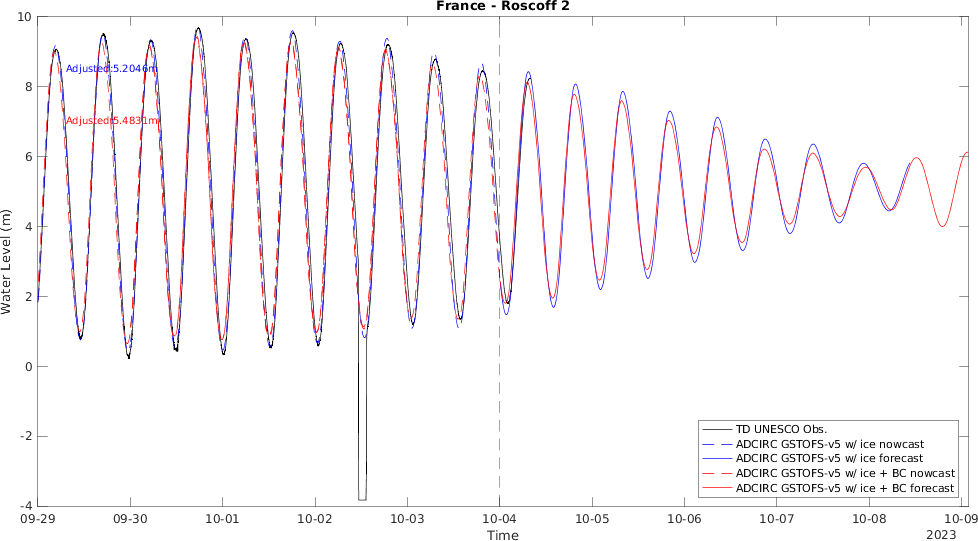 France - Roscoff 2
10
8
6
4
2
0
-2
-4
Water Level (m)
Adjusted:5.2046m
Adjusted:5.4831m
TD UNESCO Obs.
ADCIRC GSTOFS-v5 w/ ice nowcast
ADCIRC GSTOFS-v5 w/ ice forecast
ADCIRC GSTOFS-v5 w/ ice + BC nowcast
ADCIRC GSTOFS-v5 w/ ice + BC forecast
09-29 09-30 10-01 10-02 10-03 10-04 10-05 10-06 10-07 10-08 10-09
Time
2023